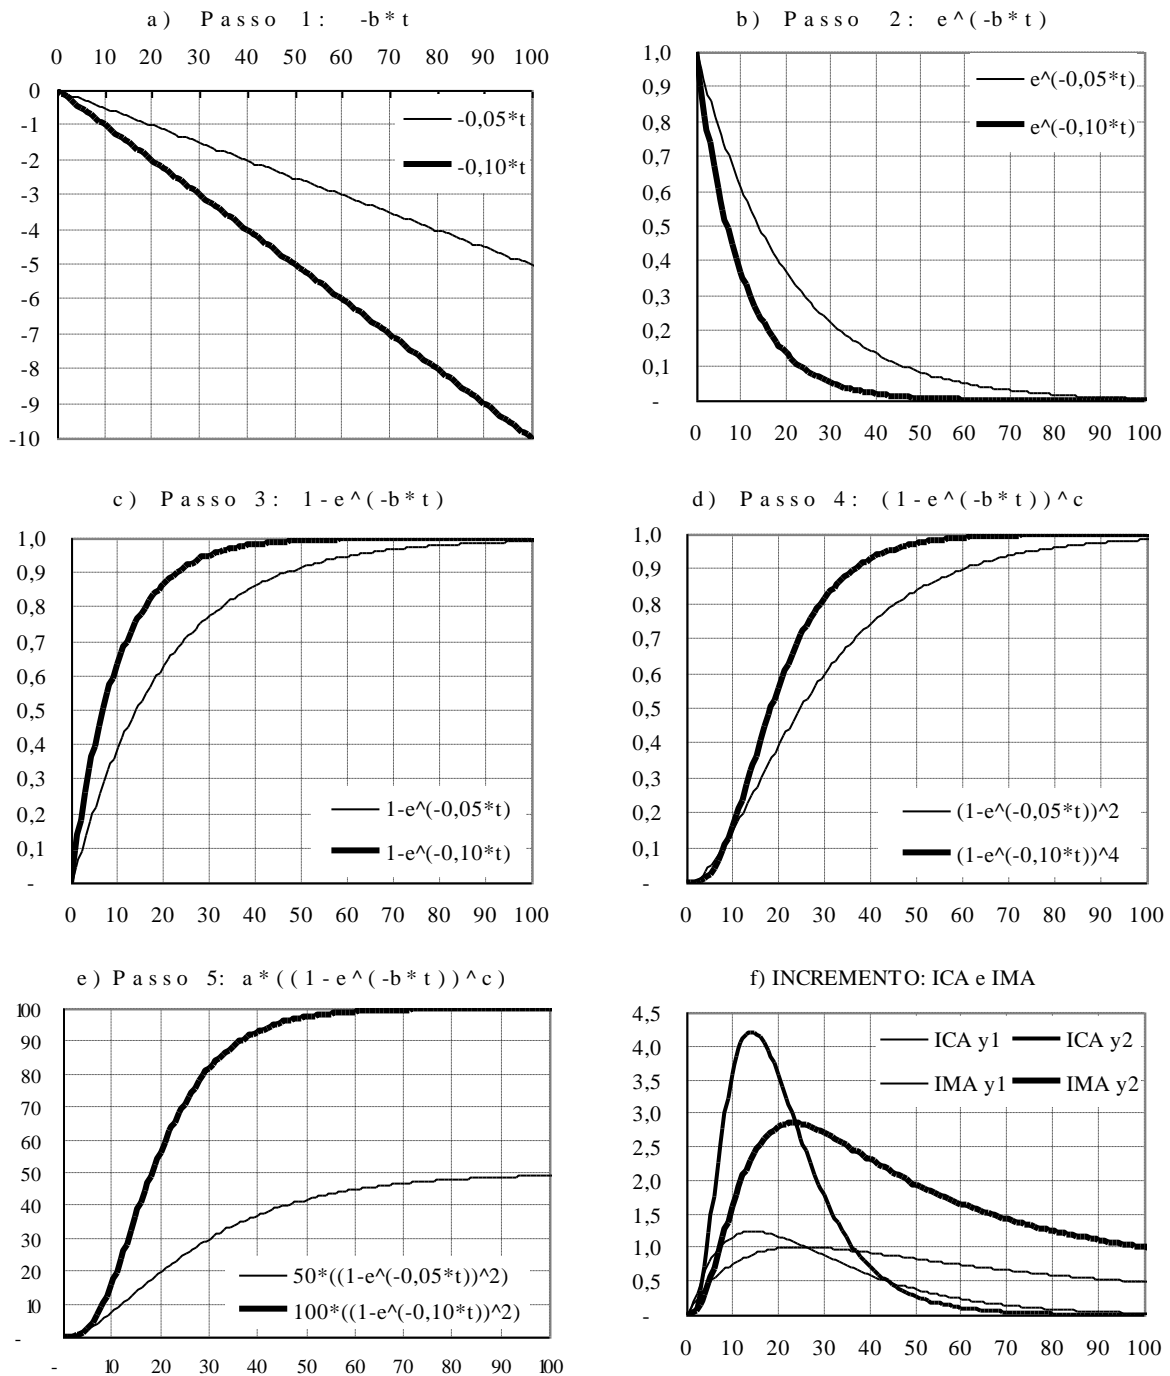 a) Passo 1: -b*t
0 10 20 30 40 50 60 70 80 90 100
0
-1
-2
-3
-4
-5
-6
-7
-8
-9
-10
-0,05*t
-0,10*t
b) Passo 2: e^(-b*t)
1,0
0,9
0,8
0,7
0,6
0,5
0,4
0,3
0,2
0,1
-
e^(-0,05*t)
e^(-0,10*t)
0 10 20 30 40 50 60 70 80 90 100
c) Passo 3: 1-e^(-b*t)
1,0
0,9
0,8
0,7
0,6
0,5
0,4
0,3
0,2
0,1
-
1-e^(-0,05*t)
1-e^(-0,10*t)
0 10 20 30 40 50 60 70 80 90 100
d) Passo 4: (1-e^(-b*t))^c
1,0
0,9
0,8
0,7
0,6
0,5
0,4
0,3
0,2
0,1
-
(1-e^(-0,05*t))^2
(1-e^(-0,10*t))^4
0 10 20 30 40 50 60 70 80 90 100
e) Passo 5: a*((1-e^(-b*t))^c)
100
90
80
70
60
50
40
30
20
10
-
50*((1-e^(-0,05*t))^2)
100*((1-e^(-0,10*t))^2)
- 10 20 30 40 50 60 70 80 90 100
f) INCREMENTO: ICA e IMA
4,5
4,0
3,5
3,0
2,5
2,0
1,5
1,0
0,5
-
ICA y1 ICA y2
IMA y1 IMA y2
0 10 20 30 40 50 60 70 80 90 100